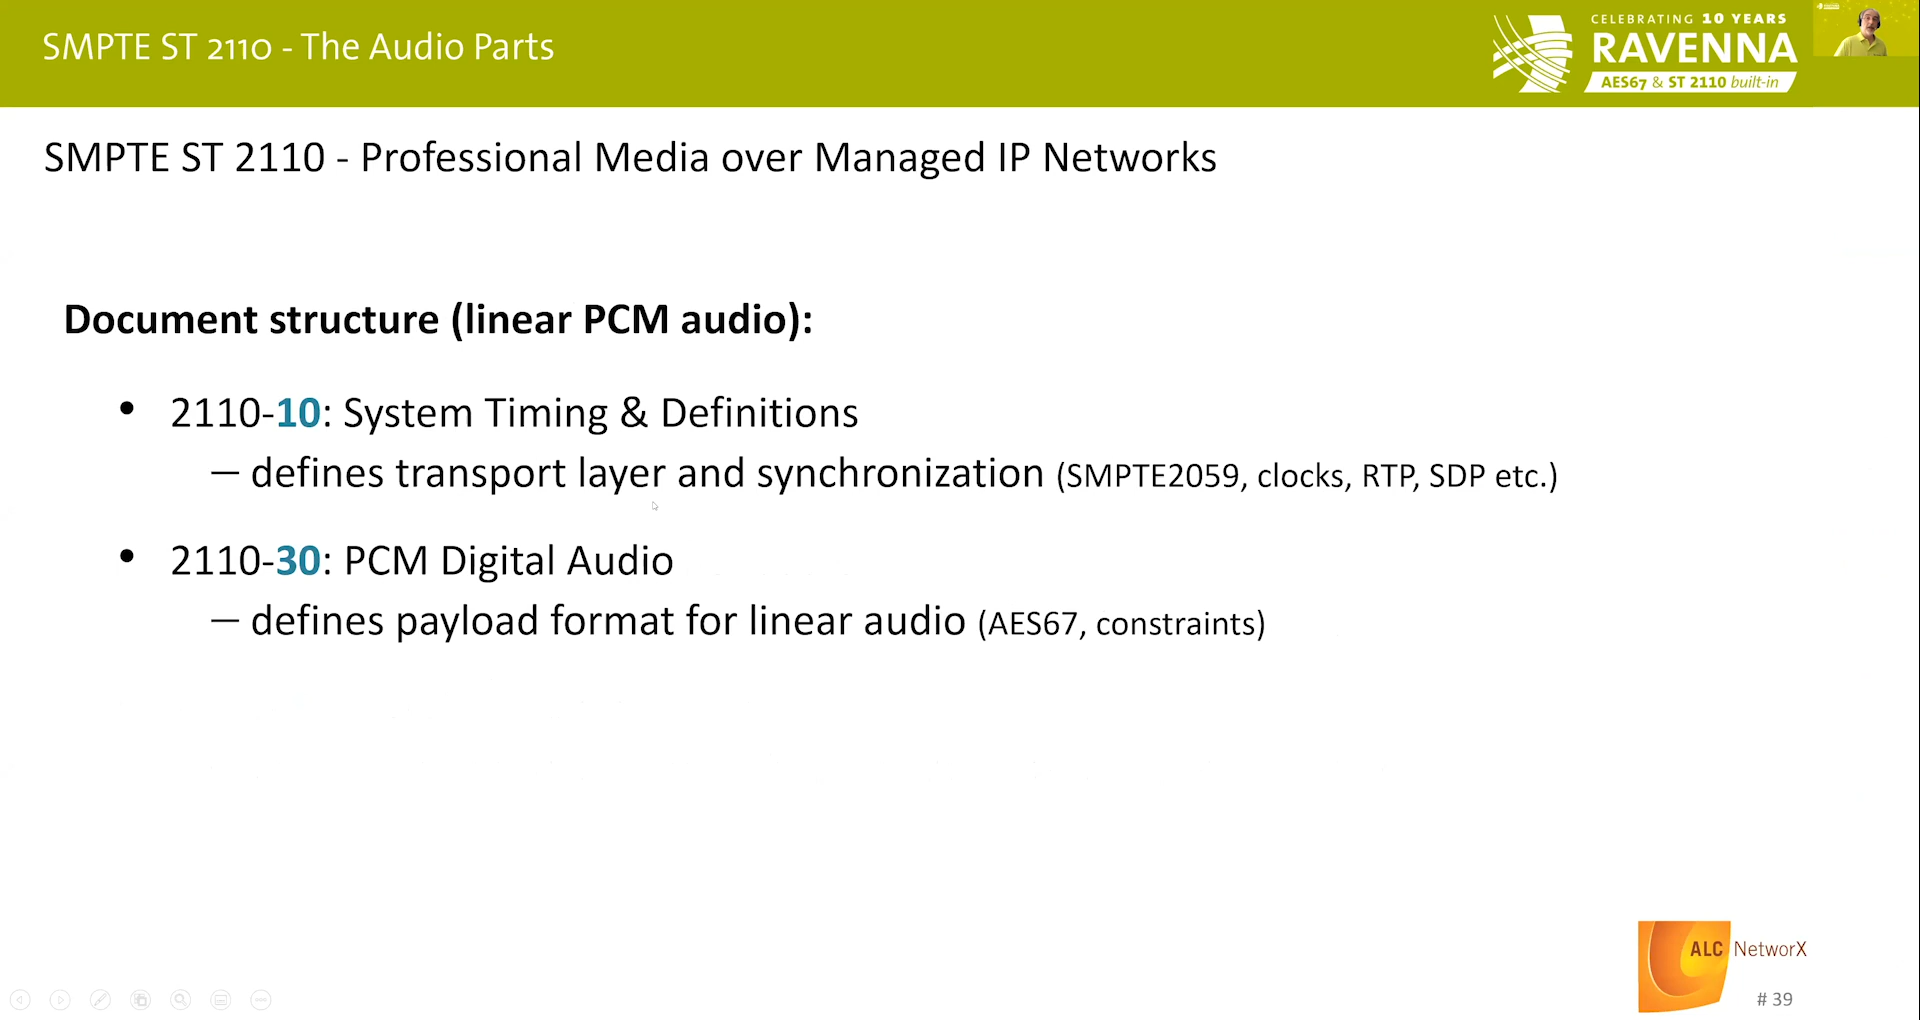 SMPTE ST 2110 - The Audio Parts
CELEBRATING 10 YEARS
RAVENNA
AES67 & ST 2110 built-in
SMPTE ST 2110 - Professional Media over Managed IP Networks
Document structure (linear PCM audio):
• 2110-10: System Timing & Definitions
– defines transport layer and synchronization (SMPTE2059, clocks, RTP, SDP etc.)
• 2110-30: PCM Digital Audio
– defines payload format for linear audio (AES67, constraints)
ALC NetworX
# 39